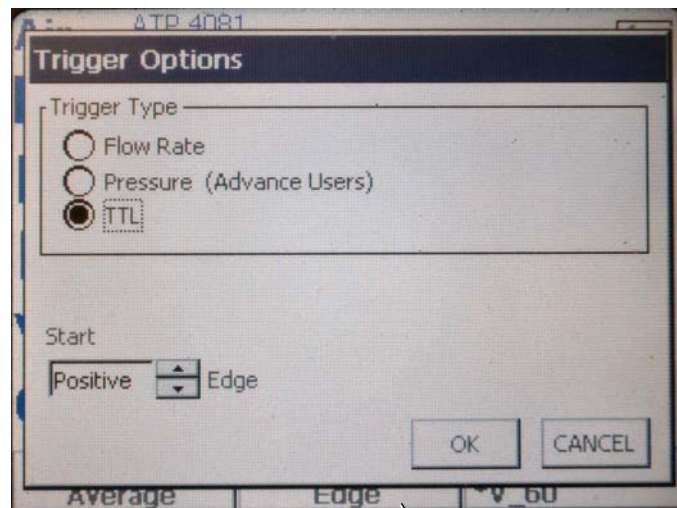 ATP 4081
Trigger Options
Trigger Type
Flow Rate
Pressure (Advance Users)
TTL
Start
Positive Edge
OK CANCEL
Average Edge *V_60